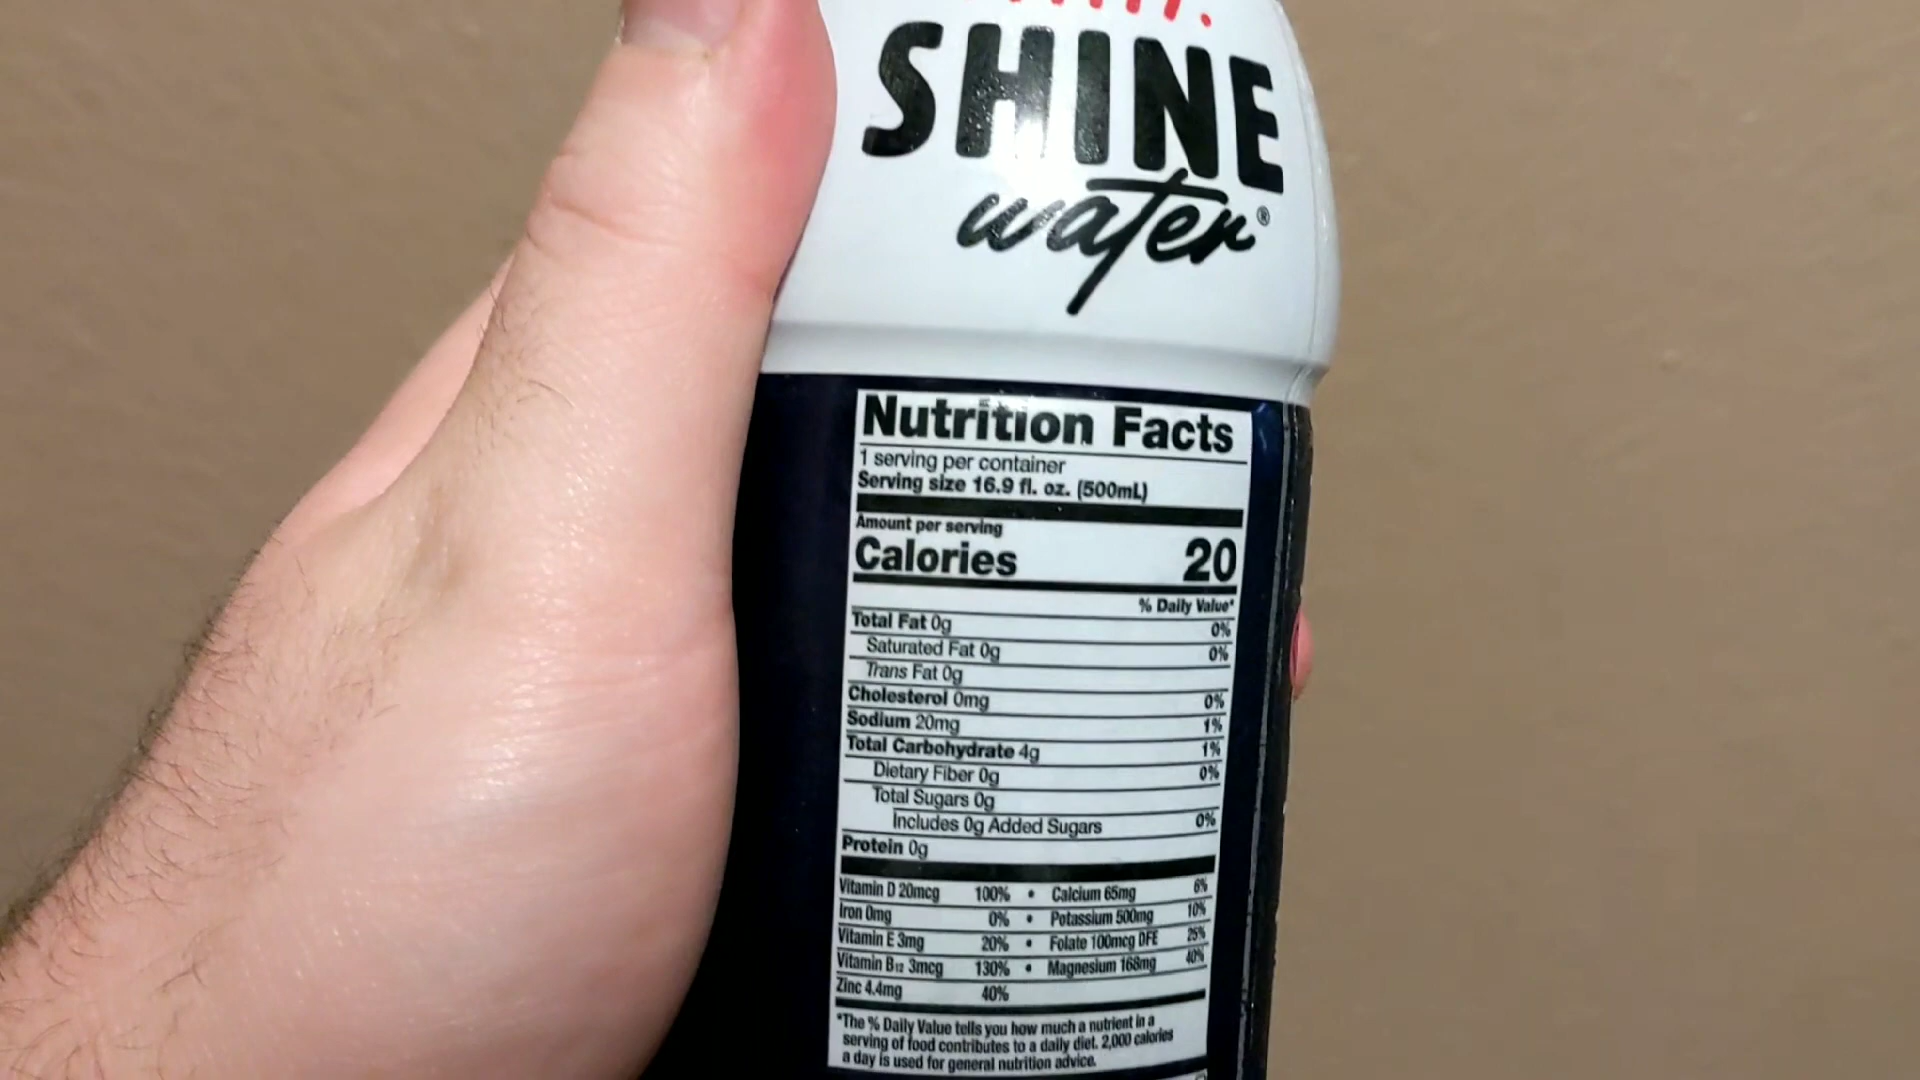 SHINE
water®
Nutrition Facts
1 serving per container
Serving size 16.9 fl. oz. (500mL)
Amount per serving
Calories 20
% Daily Value*
Total Fat 0g 0%
Saturated Fat 0g 0%
Trans Fat 0g
Cholesterol 0mg 0%
Sodium 20mg 1%
Total Carbohydrate 4g 1%
Dietary Fiber 0g 0%
Total Sugars 0g
Includes 0g Added Sugars 0%
Protein 0g
Vitamin D 20mcg 100% • Calcium 65mg 6%
Iron 0mg 0% • Potassium 500mg 10%
Vitamin E 3mg 20% • Folate 100mcg DFE 25%
Vitamin B12 3mcg 130% • Magnesium 168mg 40%
Zinc 4.4mg 40%
*The % Daily Value tells you how much a nutrient in a
serving of food contributes to a daily diet. 2,000 calories
a day is used for general nutrition advice.